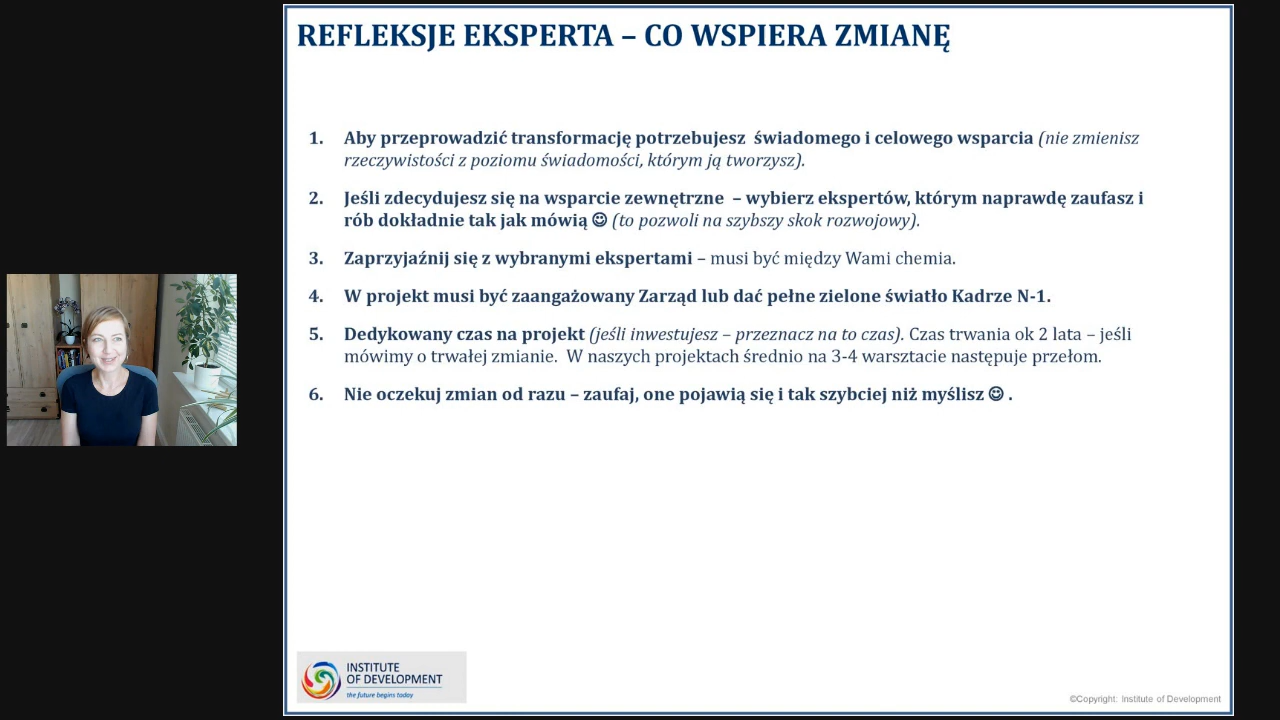 REFLEKSJE EKSPERTA – CO WSPIERA ZMIANĘ
1. Aby przeprowadzić transformację potrzebujesz świadomego i celowego wsparcia (nie zmienisz
rzeczywistości z poziomu świadomości, którym ją tworzysz).
2. Jeśli zdecydujesz się na wsparcie zewnętrzne – wybierz ekspertów, którym naprawdę zaufasz i
rób dokładnie tak jak mówią ☺ (to pozwoli na szybszy skok rozwojowy).
3. Zaprzyjaźnij się z wybranymi ekspertami – musi być między Wami chemia.
4. W projekt musi być zaangażowany Zarząd lub dać pełne zielone światło Kadrze N-1.
5. Dedykowany czas na projekt (jeśli inwestujesz – przeznacz na to czas). Czas trwania ok 2 lata – jeśli
mówimy o trwałej zmianie. W naszych projektach średnio na 3-4 warsztacie następuje przełom.
6. Nie oczekuj zmian od razu – zaufaj, one pojawią się i tak szybciej niż myślisz ☺ .
INSTITUTE
OF DEVELOPMENT
the future begins today
©Copyright: Institute of Development